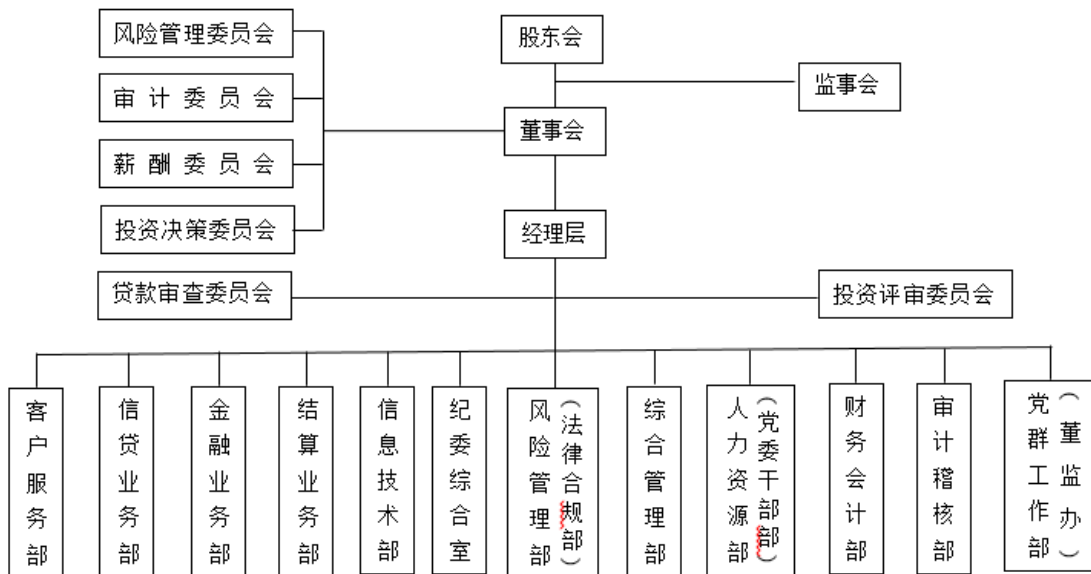 风险管理委员会
股东会
审计委员会
监事会
董事会
薪酬委员会
投资决策委员会
经理层
贷款审查委员会
投资评审委员会
客户服务部
信贷业务部
金融业务部
结算业务部
信息技术部
纪委综合室
风险管理部
（法律合规部）
综合管理部
人力资源部
（党委干部部）
财务会计部
审计稽核部
党群工作部
（董监办）